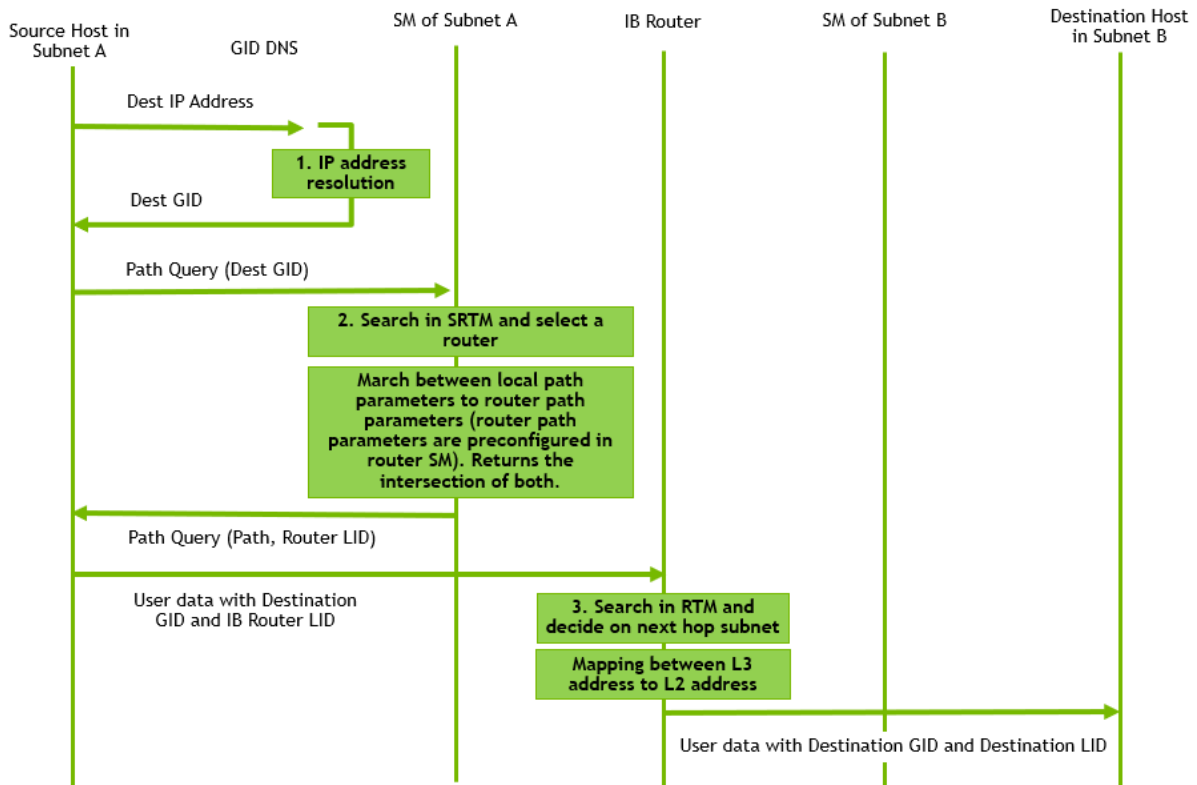 Source Host in
Subnet A
GID DNS
SM of Subnet A
IB Router
SM of Subnet B
Destination Host
in Subnet B
Dest IP Address
1. IP address
resolution
Dest GID
Path Query (Dest GID)
2. Search in SRTM and select a
router
March between local path
parameters to router path
parameters (router path
parameters are preconfigured in
router SM). Returns the
intersection of both.
Path Query (Path, Router LID)
User data with Destination
GID and IB Router LID
3. Search in RTM and
decide on next hop subnet
Mapping between L3
address to L2 address
User data with Destination GID and Destination LID